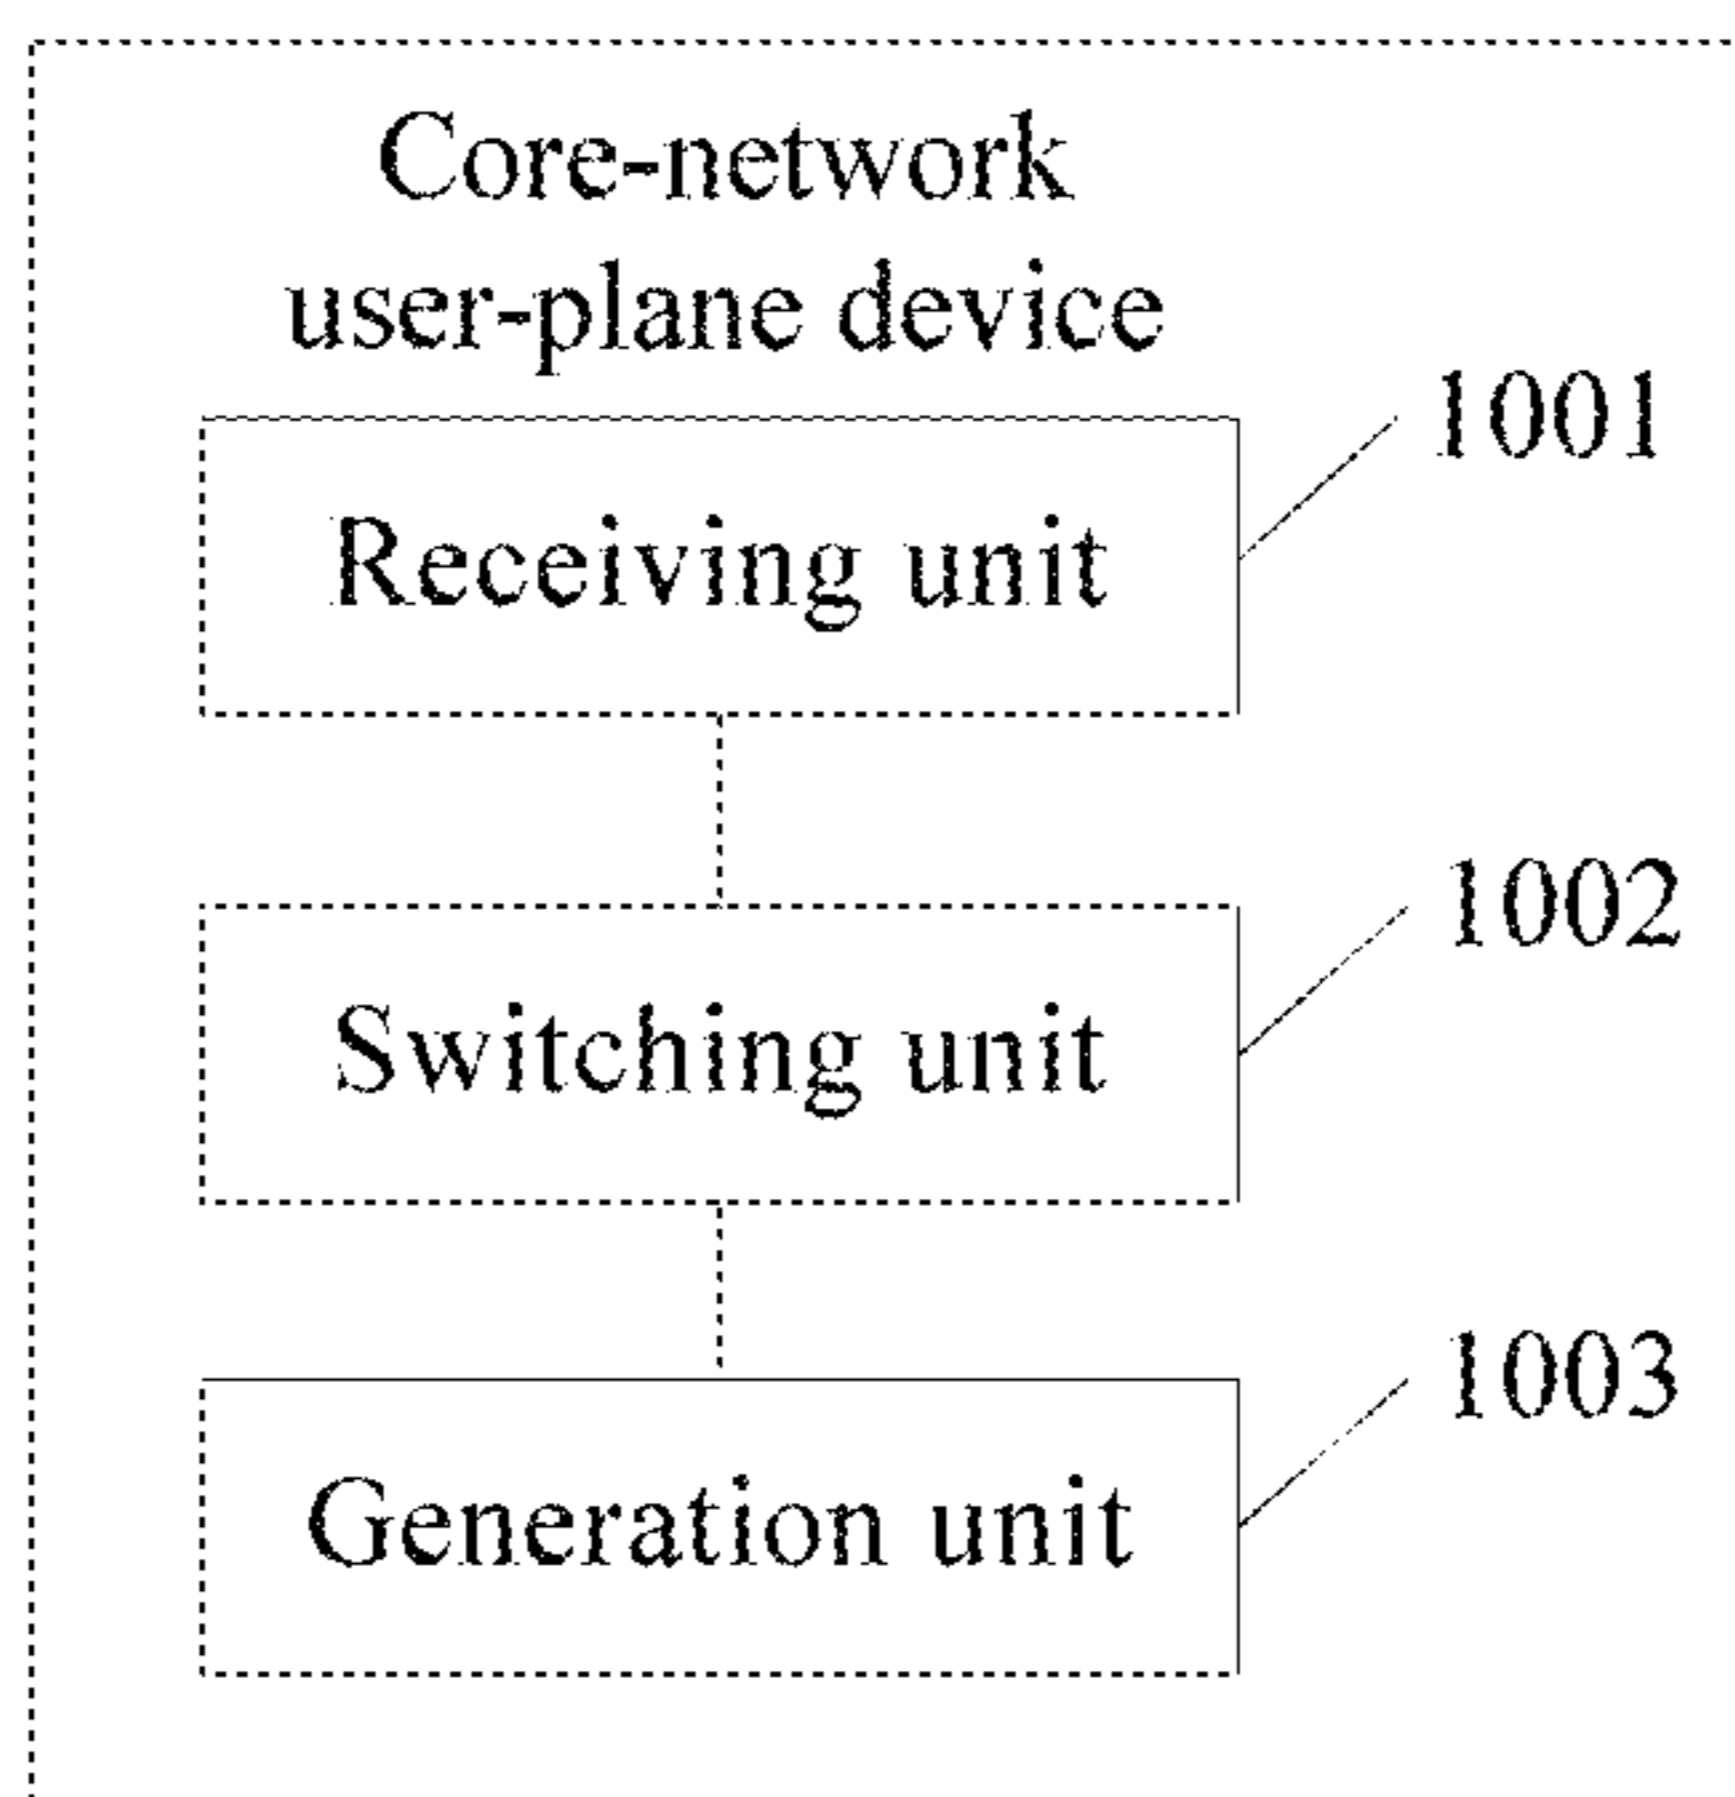 Core-network
user-plane device
1001
Receiving unit
1002
Switching unit
1003
Generation unit